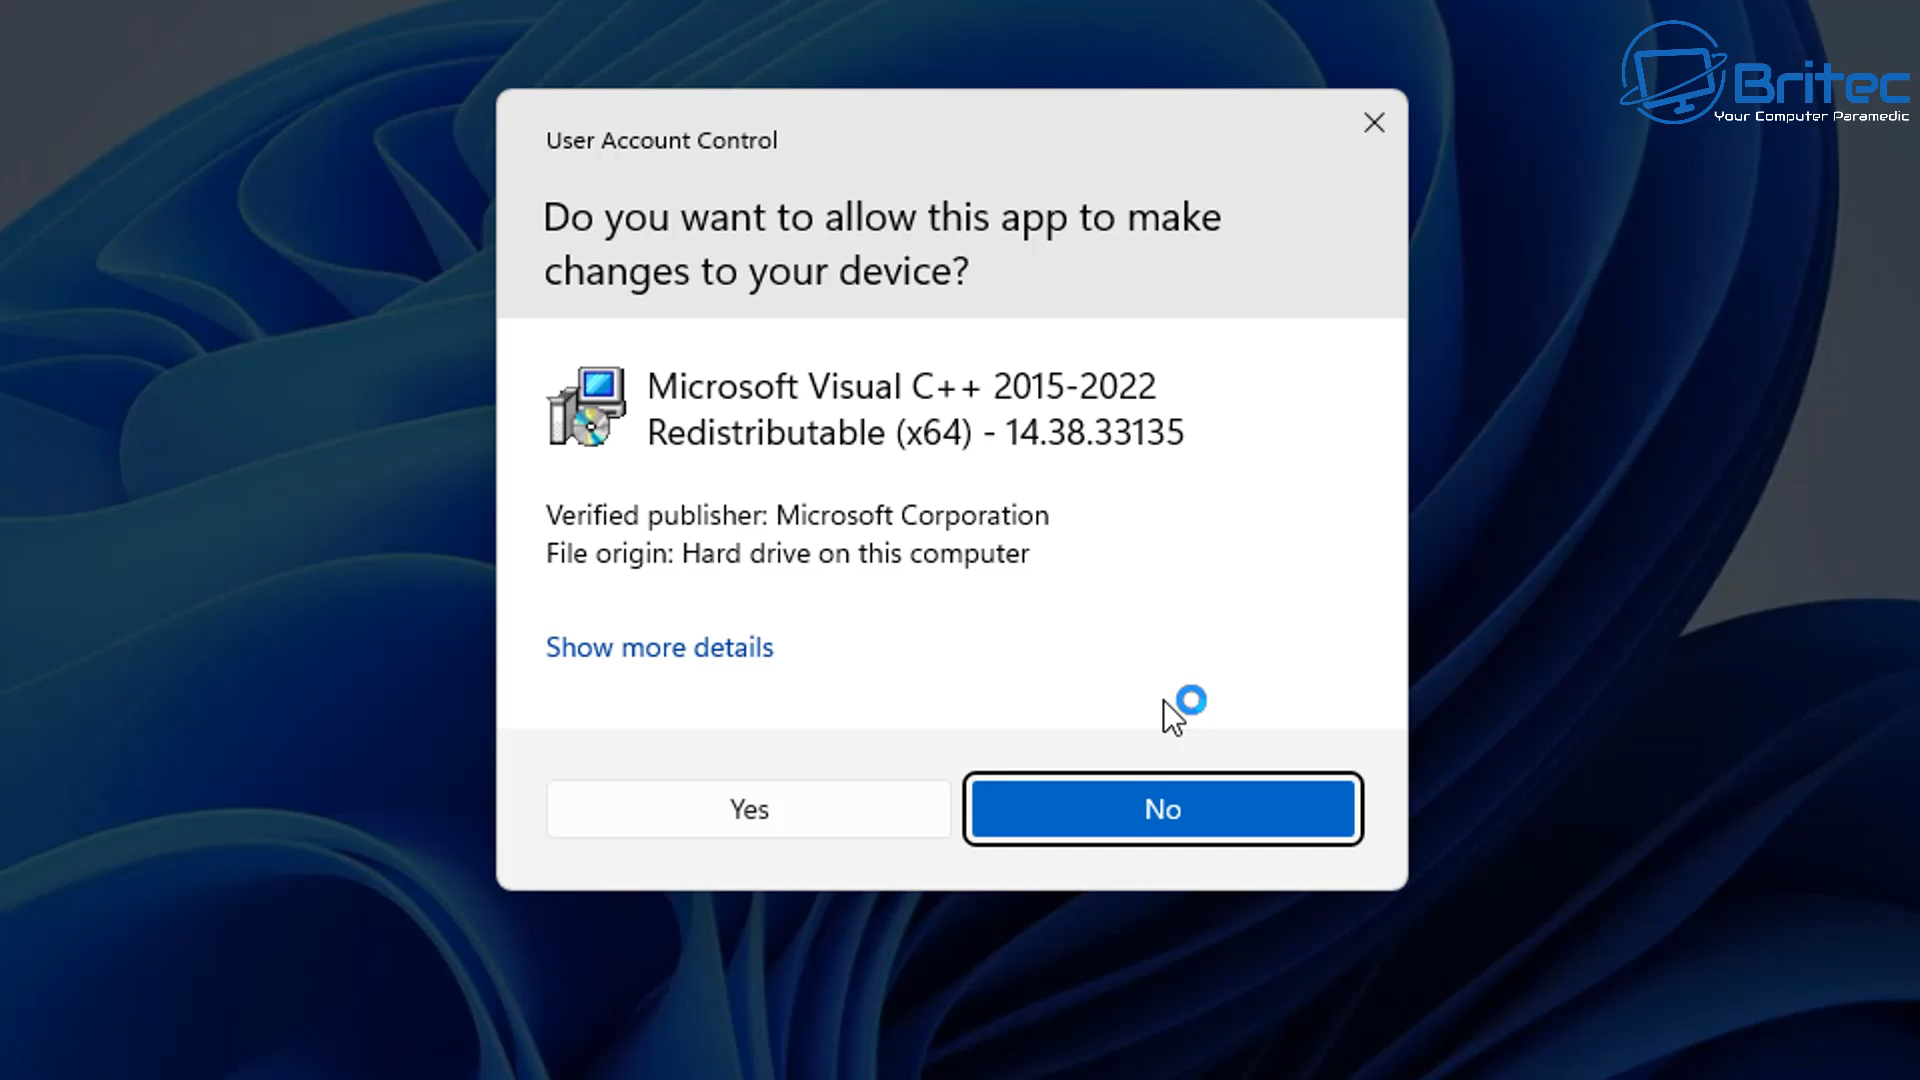 Britec
Your Computer Paramedic
User Account Control
Do you want to allow this app to make
changes to your device?
Microsoft Visual C++ 2015-2022
Redistributable (x64) - 14.38.33135
Verified publisher: Microsoft Corporation
File origin: Hard drive on this computer
Show more details
Yes
No